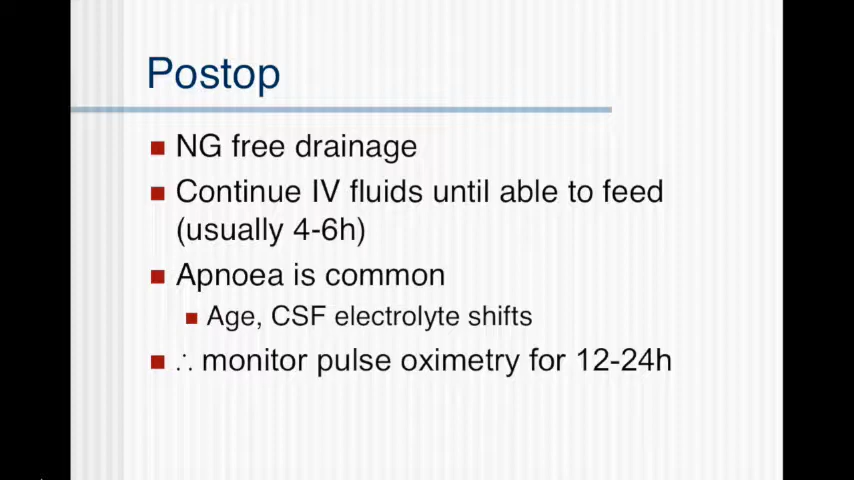 Postop
NG free drainage
Continue IV fluids until able to feed
(usually 4-6h)
Apnoea is common
Age, CSF electrolyte shifts
∴ monitor pulse oximetry for 12-24h